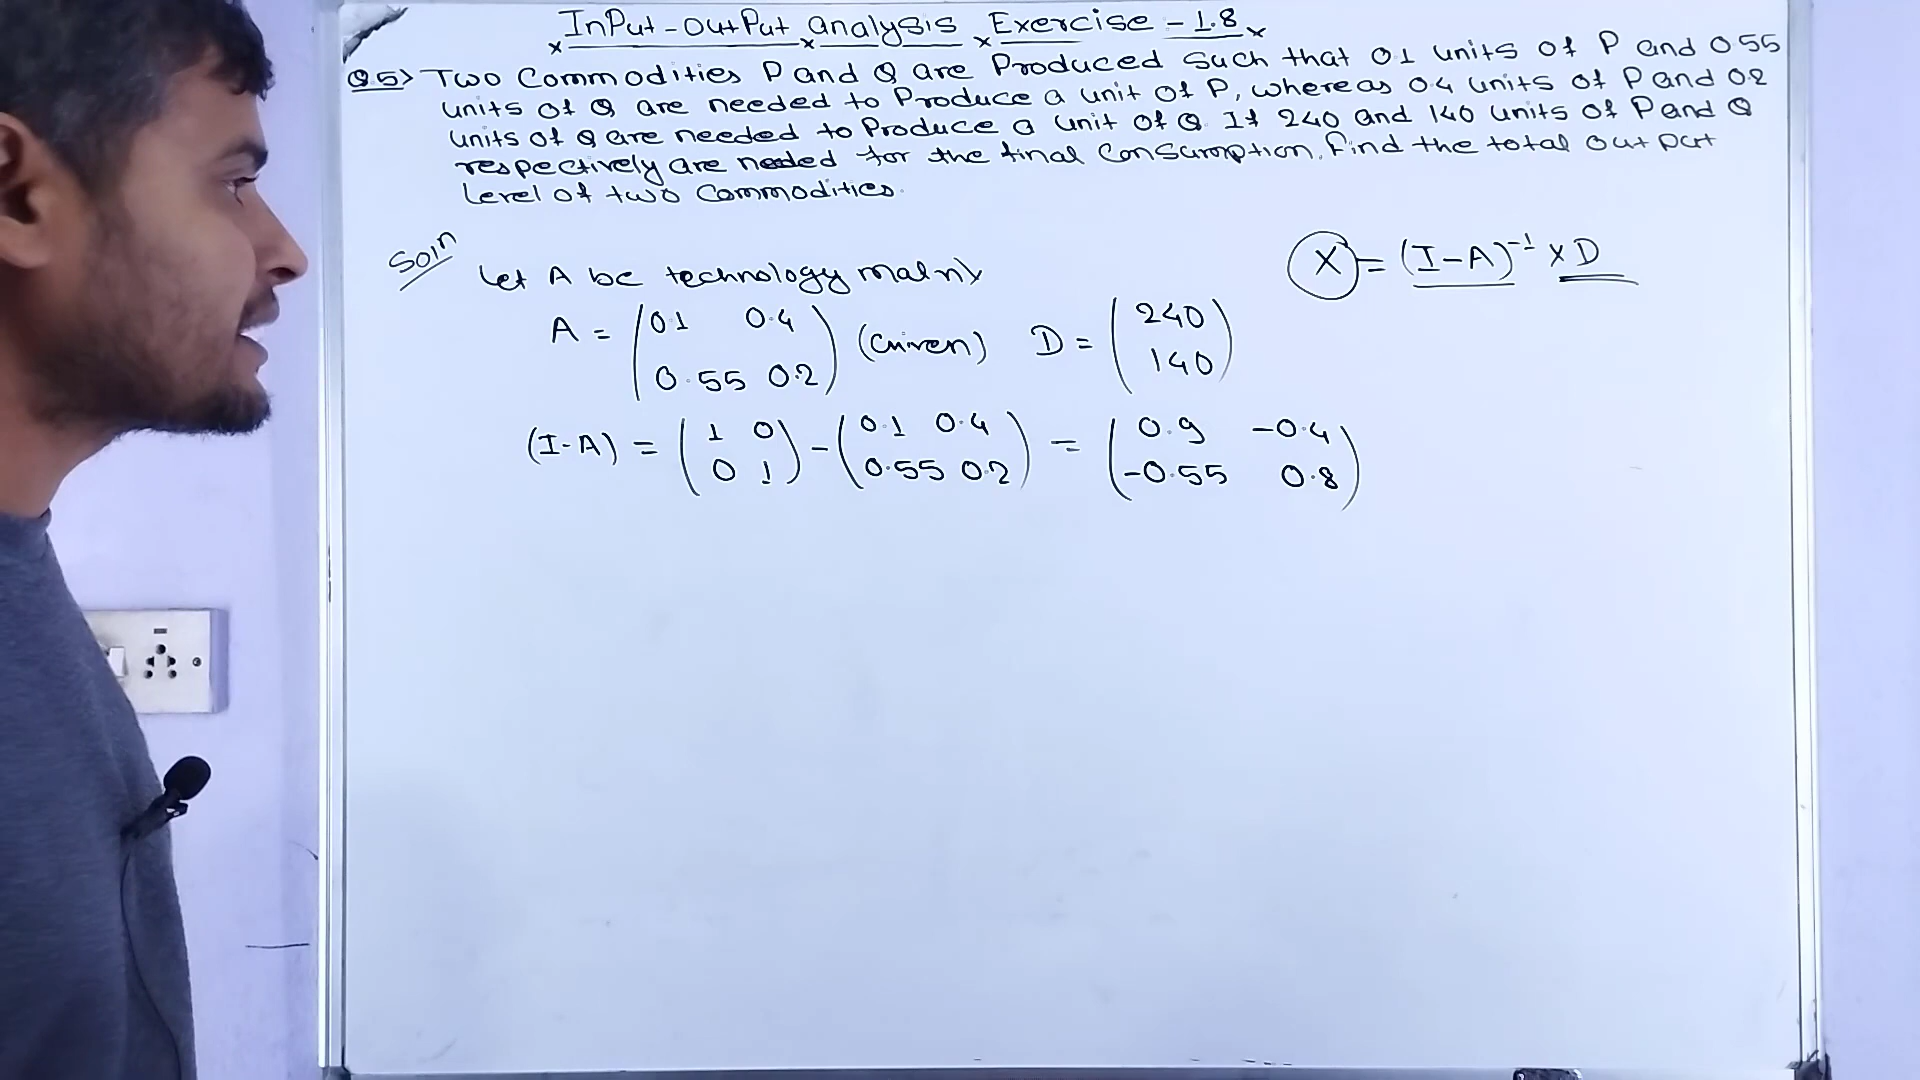 InPut-OutPut analysis Exercise - 1.8
Q.5> Two Commodities P and Q are Produced Such that 0.1 units of P and 0.55
units of Q are needed to Produce a unit of P, whereas 0.4 units of P and 0.2
units of Q are needed to Produce a unit of Q. If 240 and 140 units of P and Q
respectively are needed for the final Consumption. Find the total out put
Level of two Commodities.
Soln
X = (I-A)⁻¹ × D
Let A be technology matrix
A = (0.1 0.4
0.55 0.2) (Given) D = (240
140)
(I-A) = (1 0
0 1) - (0.1 0.4
0.55 0.2) = (0.9 -0.4
-0.55 0.8)